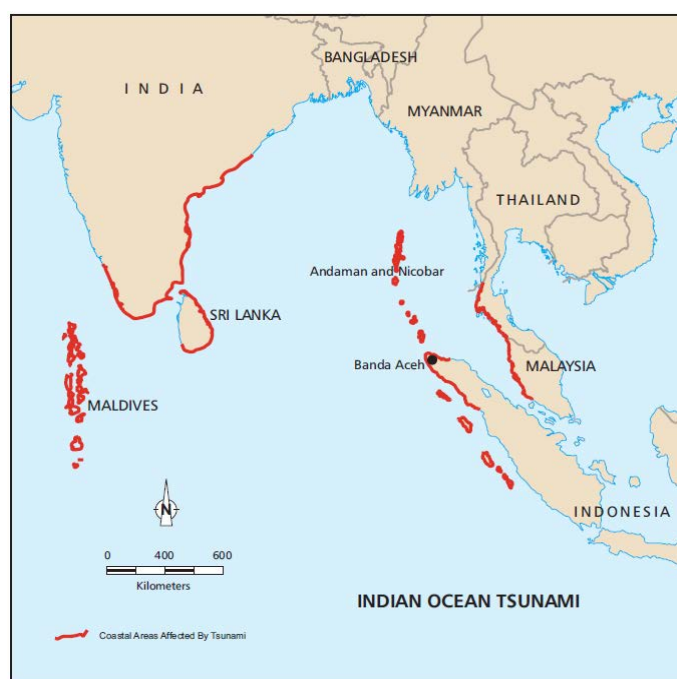 BANGLADESH
INDIA
MYANMAR
THAILAND
Andaman and Nicobar
SRI LANKA
Banda Aceh
MALAYSIA
MALDIVES
N
INDONESIA
0 400 600
Kilometers
INDIAN OCEAN TSUNAMI
Coastal Areas Affected By Tsunami